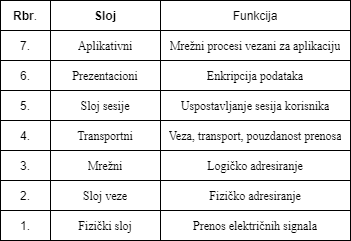 Rbr. Sloj Funkcija
7. Aplikativni Mrežni procesi vezani za aplikaciju
6. Prezentacioni Enkripcija podataka
5. Sloj sesije Uspostavljanje sesija korisnika
4. Transportni Veza, transport, pouzdanost prenosa
3. Mrežni Logičko adresiranje
2. Sloj veze Fizičko adresiranje
1. Fizički sloj Prenos električnih signala